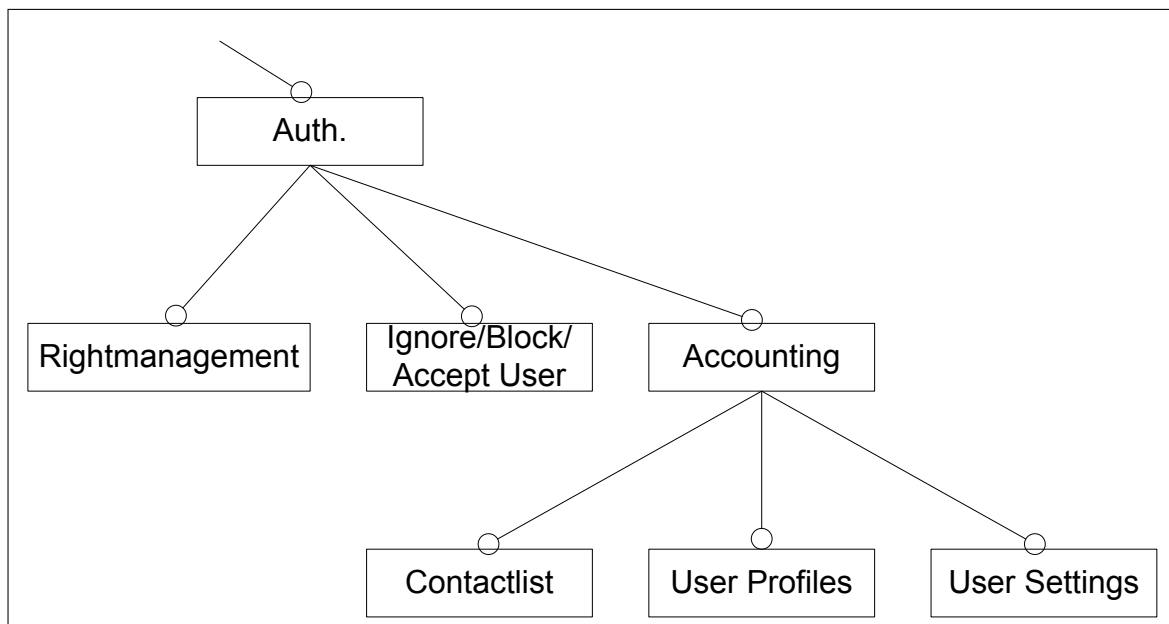 Auth.
Rightmanagement
Ignore/Block/
Accept User
Accounting
Contactlist
User Profiles
User Settings